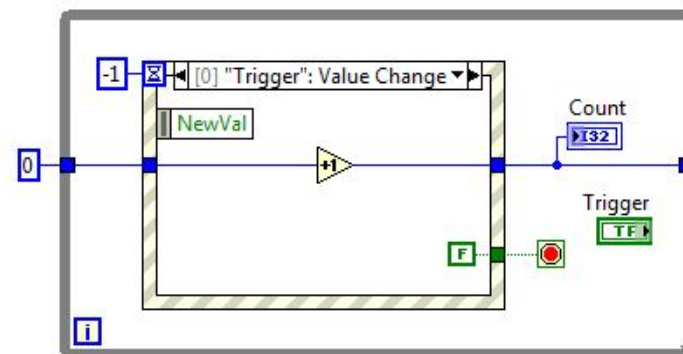 -1
[0] "Trigger": Value Change
NewVal
Count
I32
0
+1
Trigger
TF
F
i